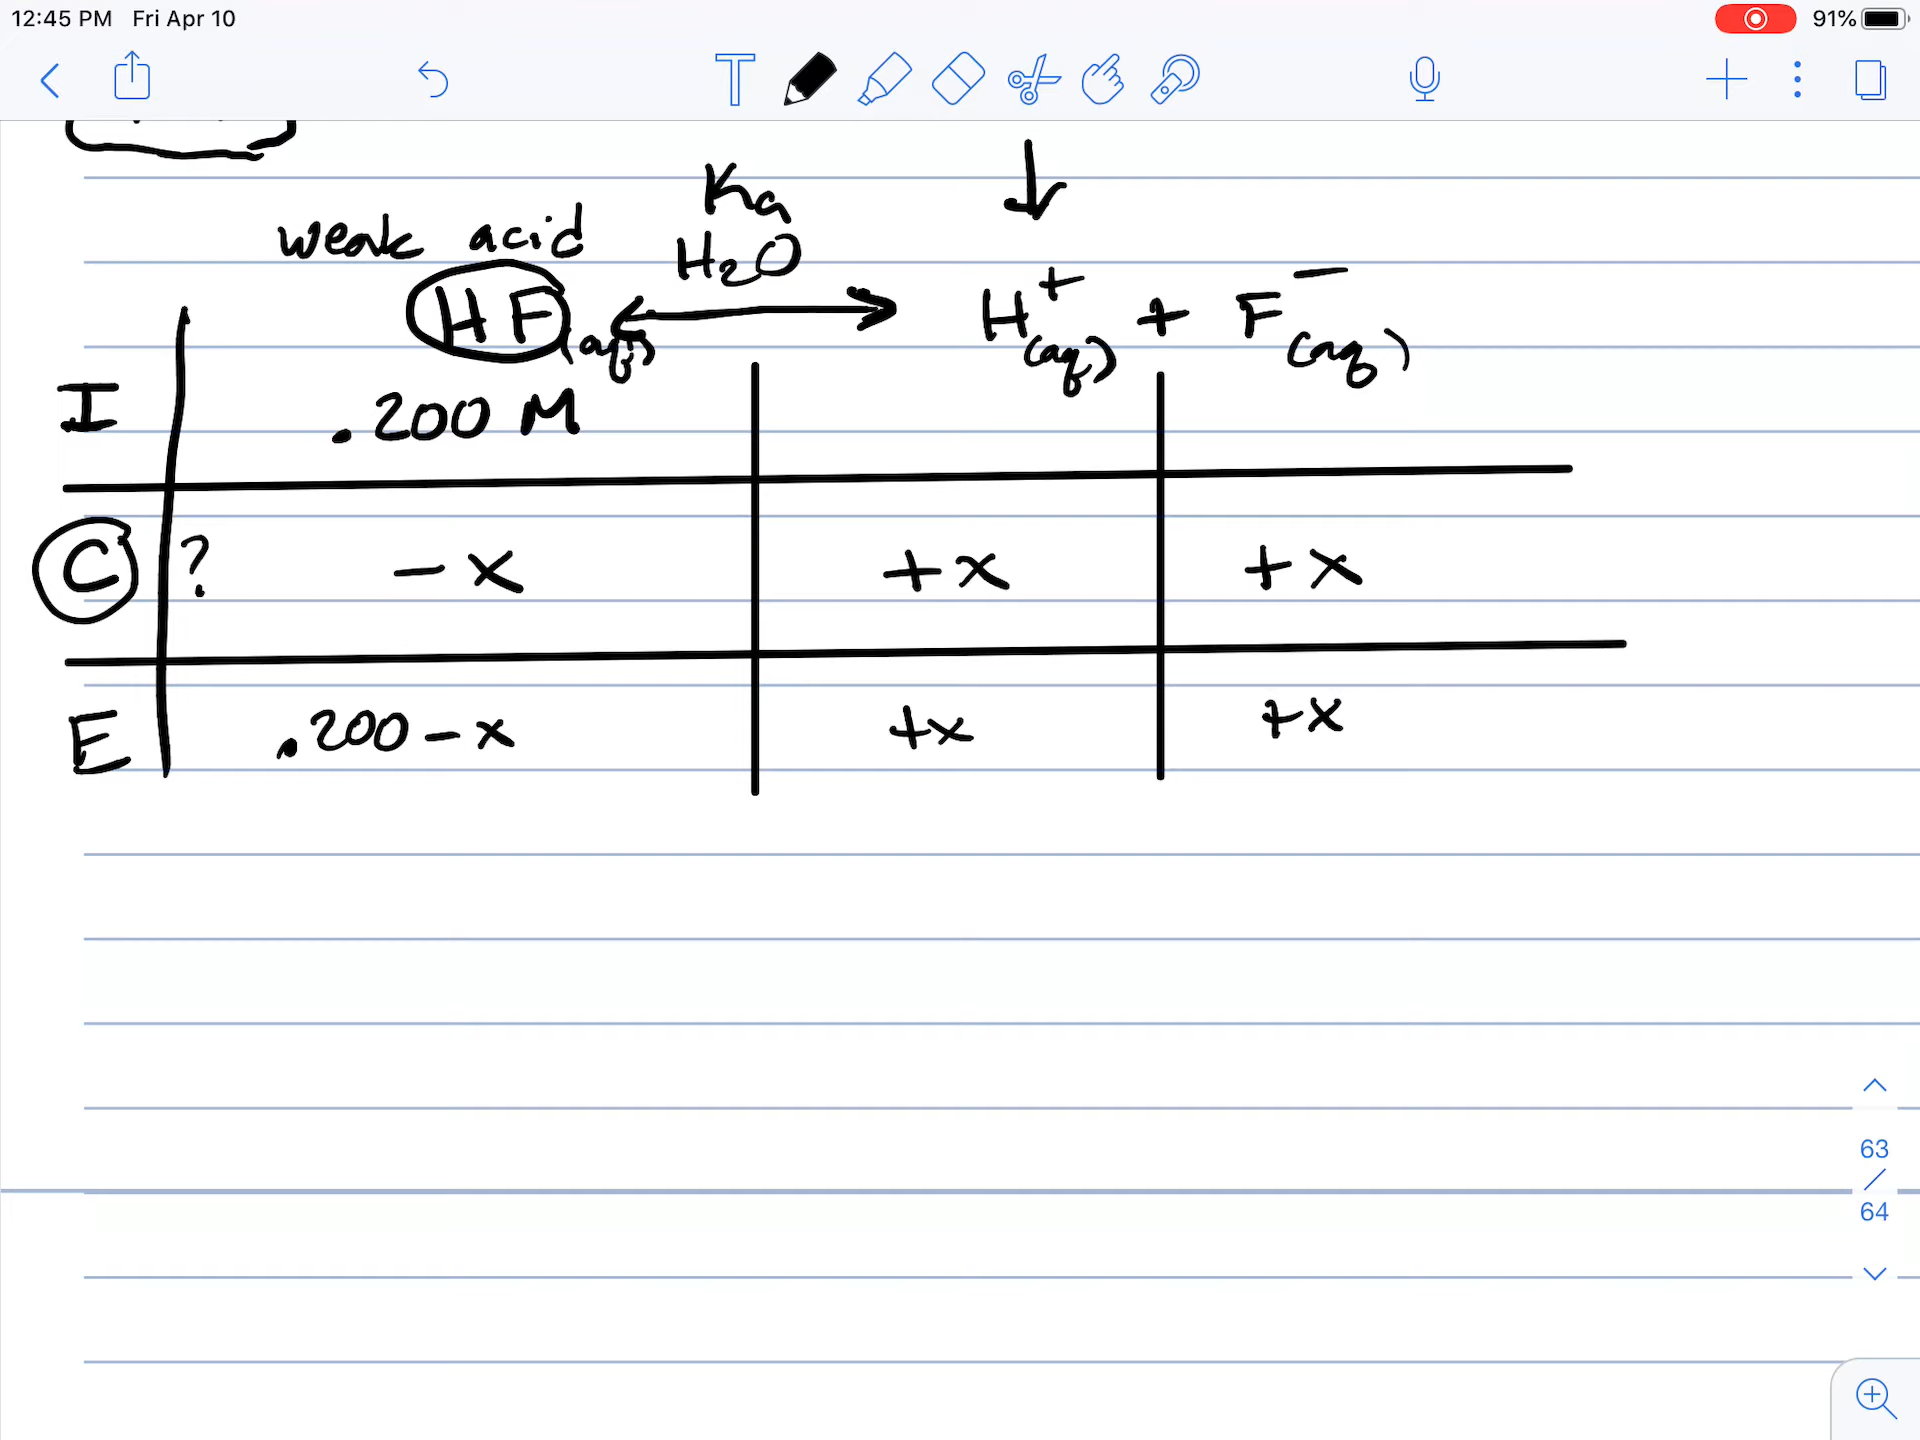 12:45 PM Fri Apr 10
91%
T
Ka
weak acid H₂O
HF(aq) H⁺(aq) + F⁻(aq)
I .200 M
C ? -x +x +x
E .200-x +x +x
63
/
64